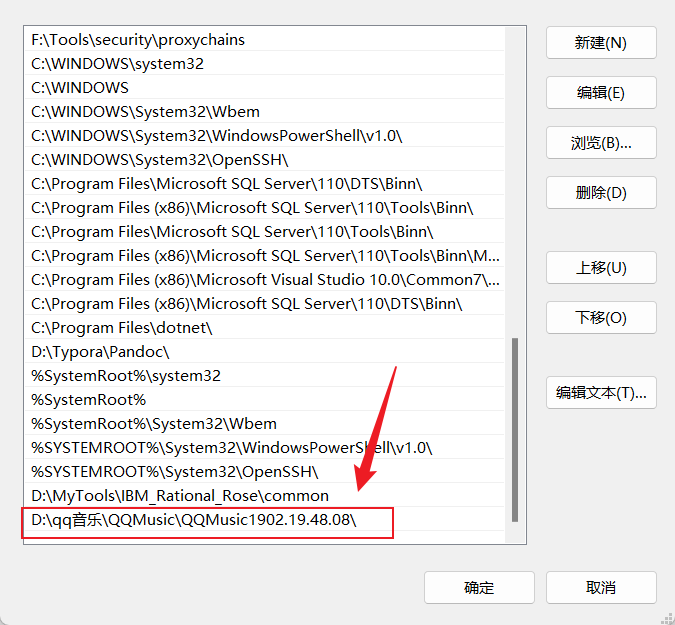 F:\Tools\security\proxychains
C:\WINDOWS\system32
C:\WINDOWS
C:\WINDOWS\System32\Wbem
C:\WINDOWS\System32\WindowsPowerShell\v1.0\
C:\WINDOWS\System32\OpenSSH\
C:\Program Files\Microsoft SQL Server\110\DTS\Binn\
C:\Program Files (x86)\Microsoft SQL Server\110\Tools\Binn\
C:\Program Files\Microsoft SQL Server\110\Tools\Binn\
C:\Program Files (x86)\Microsoft SQL Server\110\Tools\Binn\M...
C:\Program Files (x86)\Microsoft Visual Studio 10.0\Common7\...
C:\Program Files (x86)\Microsoft SQL Server\110\DTS\Binn\
C:\Program Files\dotnet\
D:\Typora\Pandoc\
%SystemRoot%\system32
%SystemRoot%
%SystemRoot%\System32\Wbem
%SYSTEMROOT%\System32\WindowsPowerShell\v1.0\
%SYSTEMROOT%\System32\OpenSSH\
D:\MyTools\IBM_Rational_Rose\common
D:\qq音乐\QQMusic\QQMusic1902.19.48.08\
新建(N)
编辑(E)
浏览(B)...
删除(D)
上移(U)
下移(O)
编辑文本(T)...
确定
取消